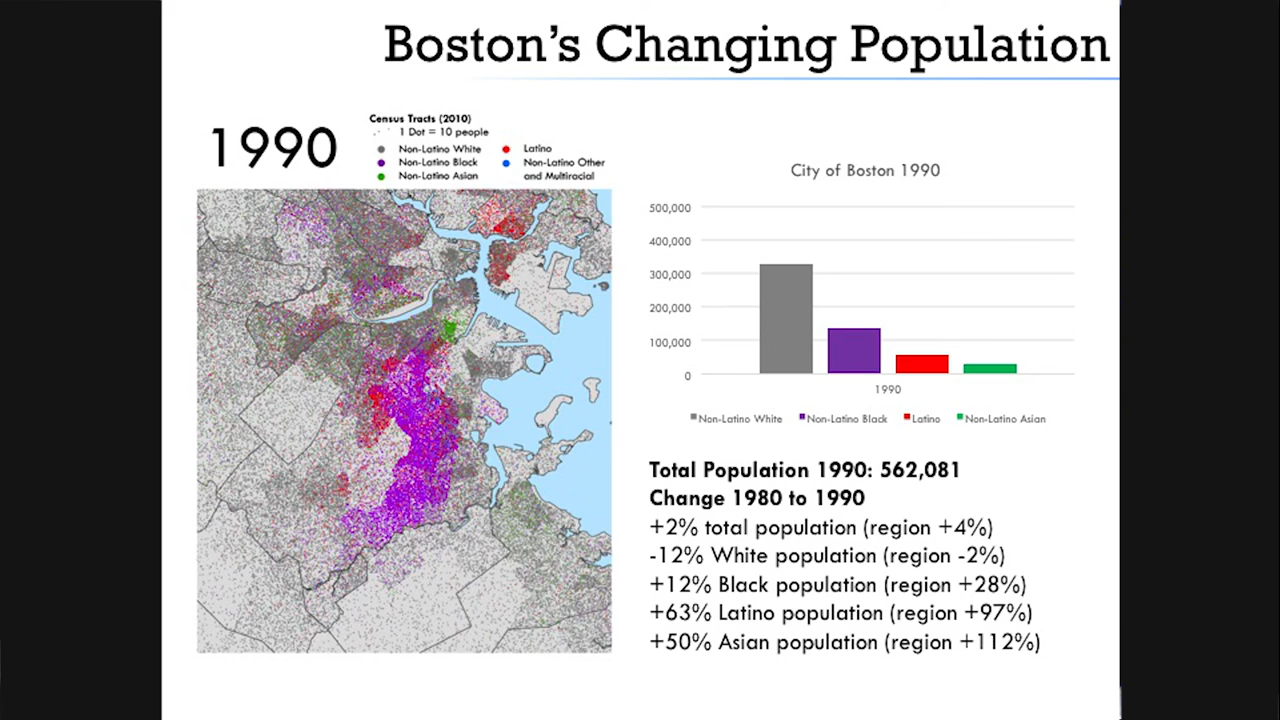 Boston's Changing Population
1990
Census Tracts (2010)
1 Dot = 10 people
Non-Latino White
Latino
Non-Latino Black
Non-Latino Other
and Multiracial
Non-Latino Asian
City of Boston 1990
500,000
400,000
300,000
200,000
100,000
0
1990
Non-Latino White Non-Latino Black Latino Non-Latino Asian
Total Population 1990: 562,081
Change 1980 to 1990
+2% total population (region +4%)
-12% White population (region -2%)
+12% Black population (region +28%)
+63% Latino population (region +97%)
+50% Asian population (region +112%)